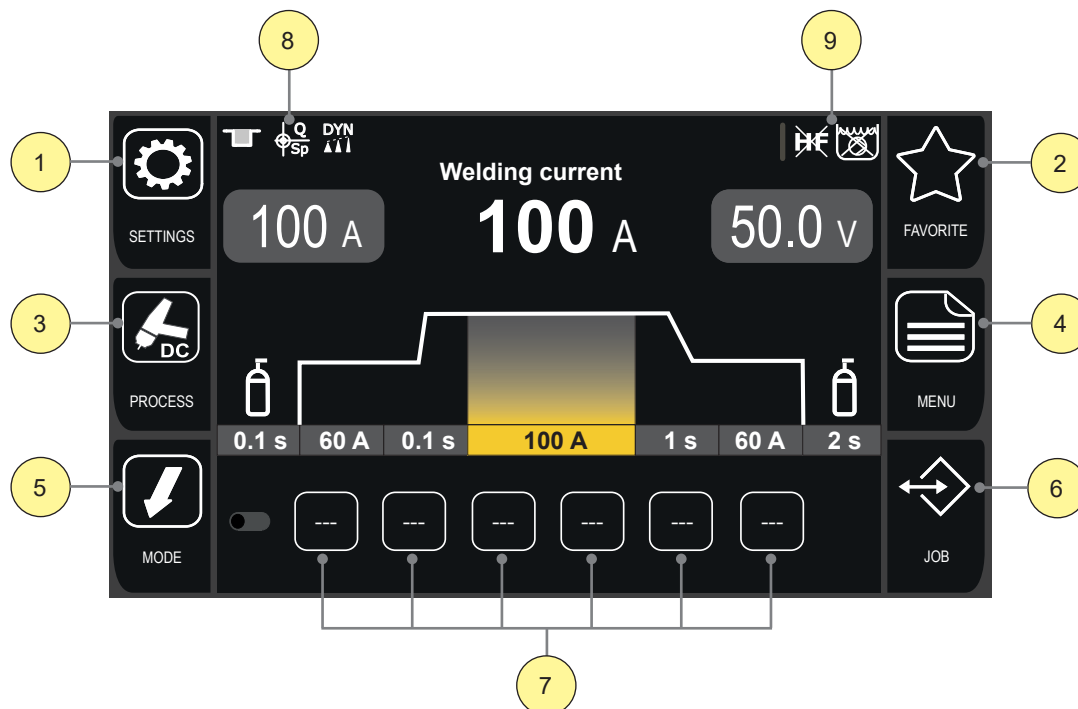 8
9
1
2
3
4
5
6
7
Q
Sp
DYN
HF
Welding current
100 A
100 A
50.0 V
SETTINGS
FAVORITE
DC
PROCESS
MENU
0.1 s 60 A 0.1 s 100 A 1 s 60 A 2 s
--- --- --- --- --- ---
MODE
JOB